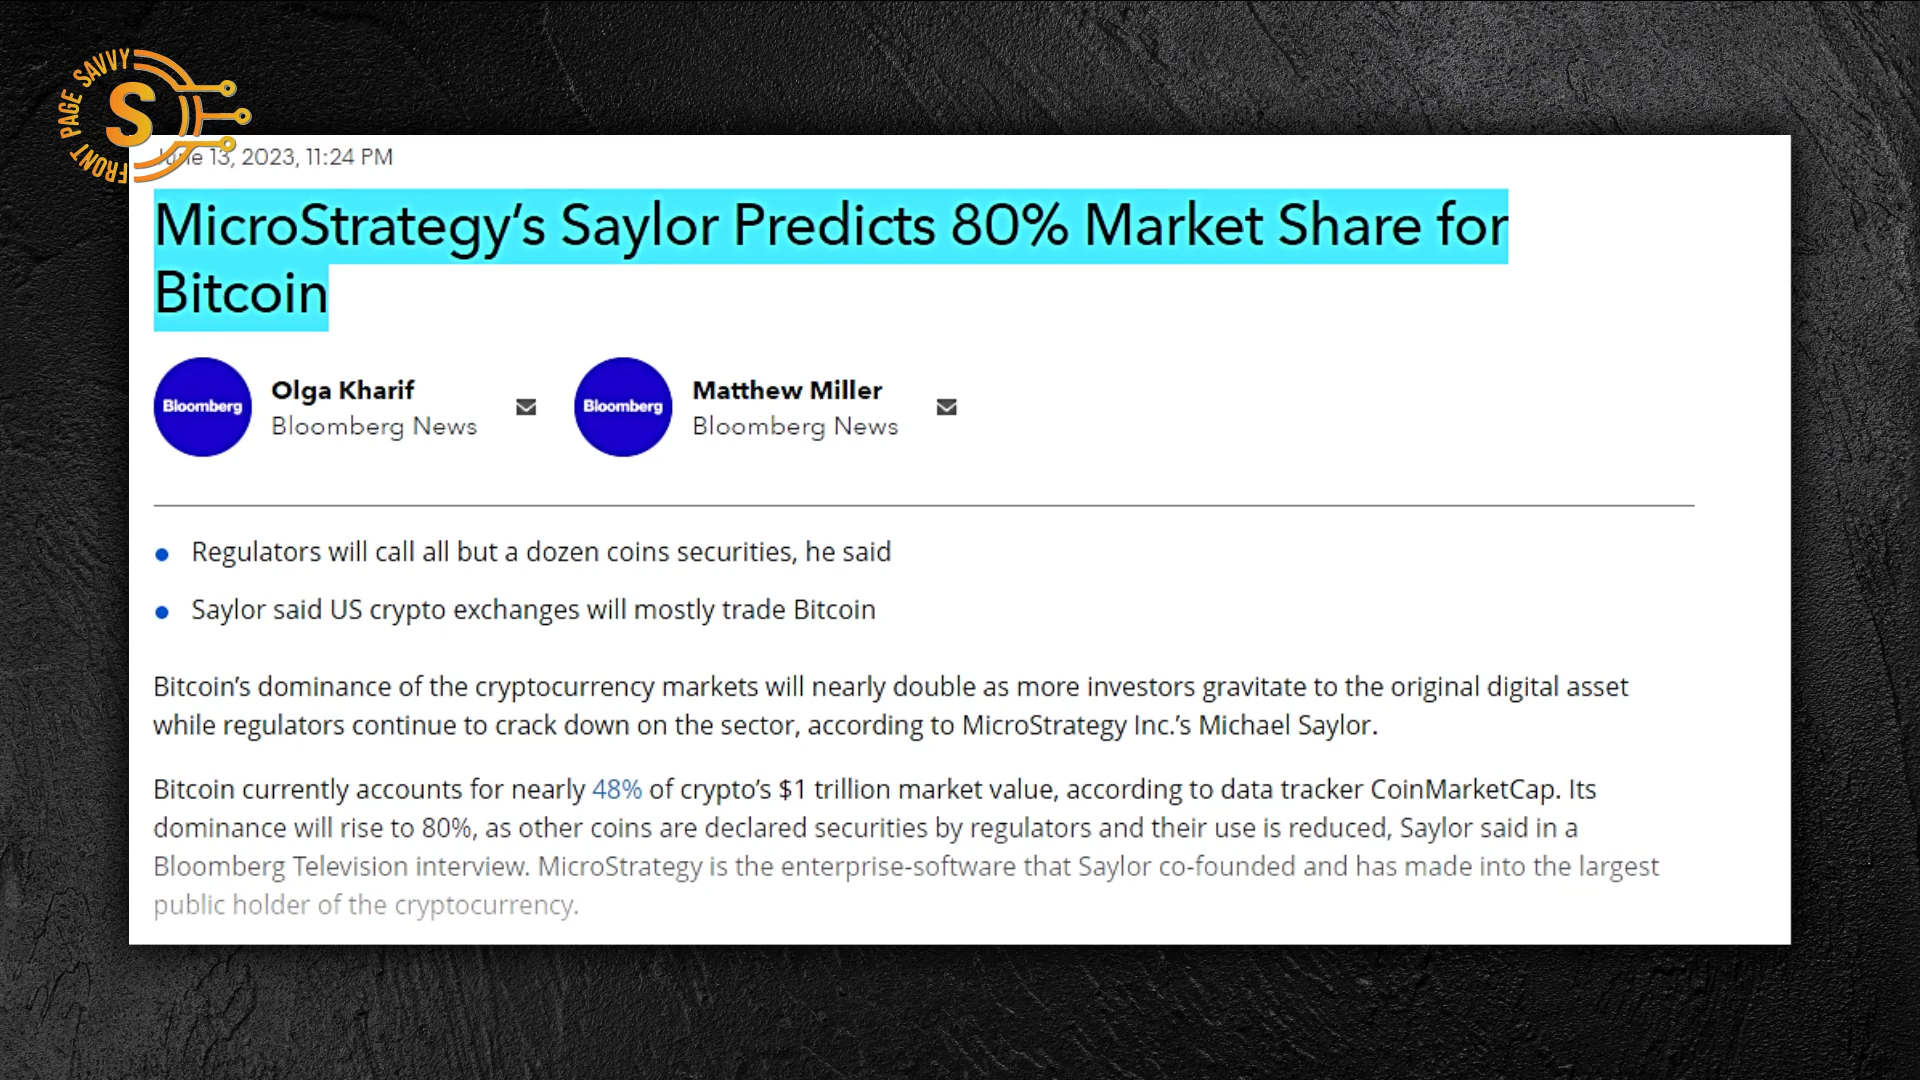 FRONT PAGE SAVVY
S
June 13, 2023, 11:24 PM
MicroStrategy’s Saylor Predicts 80% Market Share for
Bitcoin
Bloomberg
Olga Kharif
Bloomberg News
Bloomberg
Matthew Miller
Bloomberg News
Regulators will call all but a dozen coins securities, he said
Saylor said US crypto exchanges will mostly trade Bitcoin
Bitcoin’s dominance of the cryptocurrency markets will nearly double as more investors gravitate to the original digital asset
while regulators continue to crack down on the sector, according to MicroStrategy Inc.’s Michael Saylor.
Bitcoin currently accounts for nearly 48% of crypto’s $1 trillion market value, according to data tracker CoinMarketCap. Its
dominance will rise to 80%, as other coins are declared securities by regulators and their use is reduced, Saylor said in a
Bloomberg Television interview. MicroStrategy is the enterprise-software that Saylor co-founded and has made into the largest
public holder of the cryptocurrency.